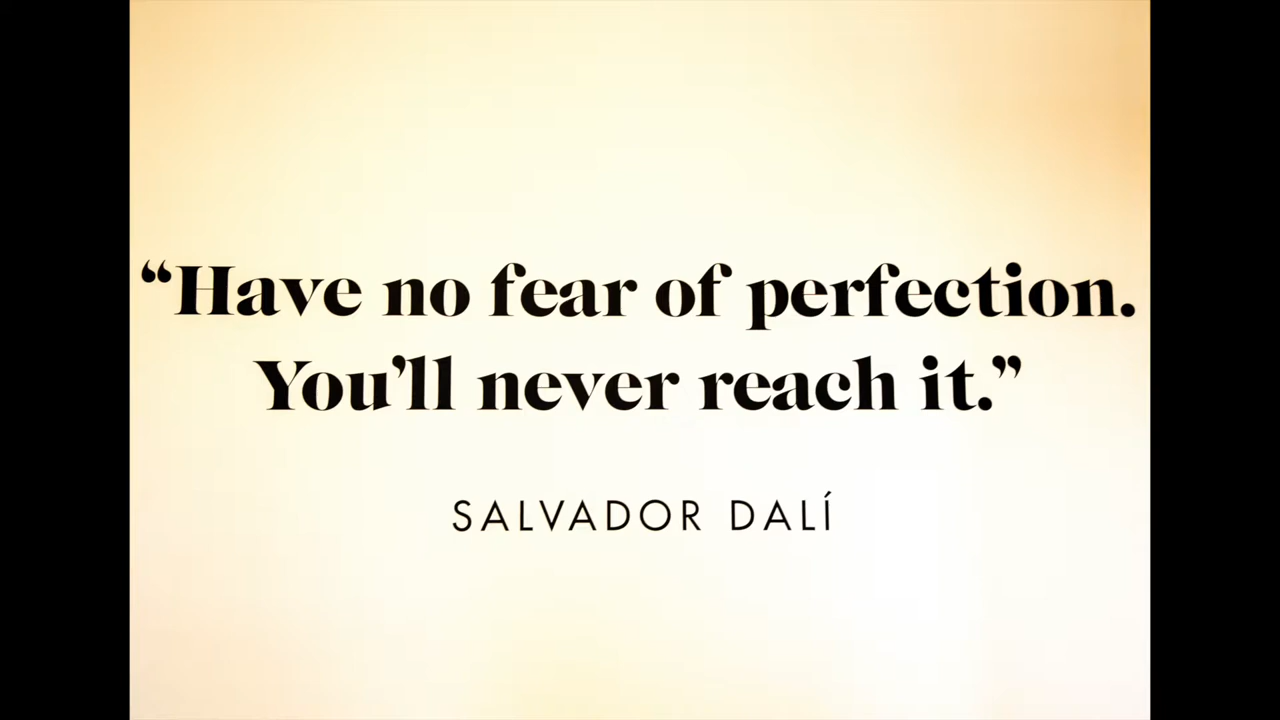 “Have no fear of perfection.
You’ll never reach it.”
SALVADOR DALÍ